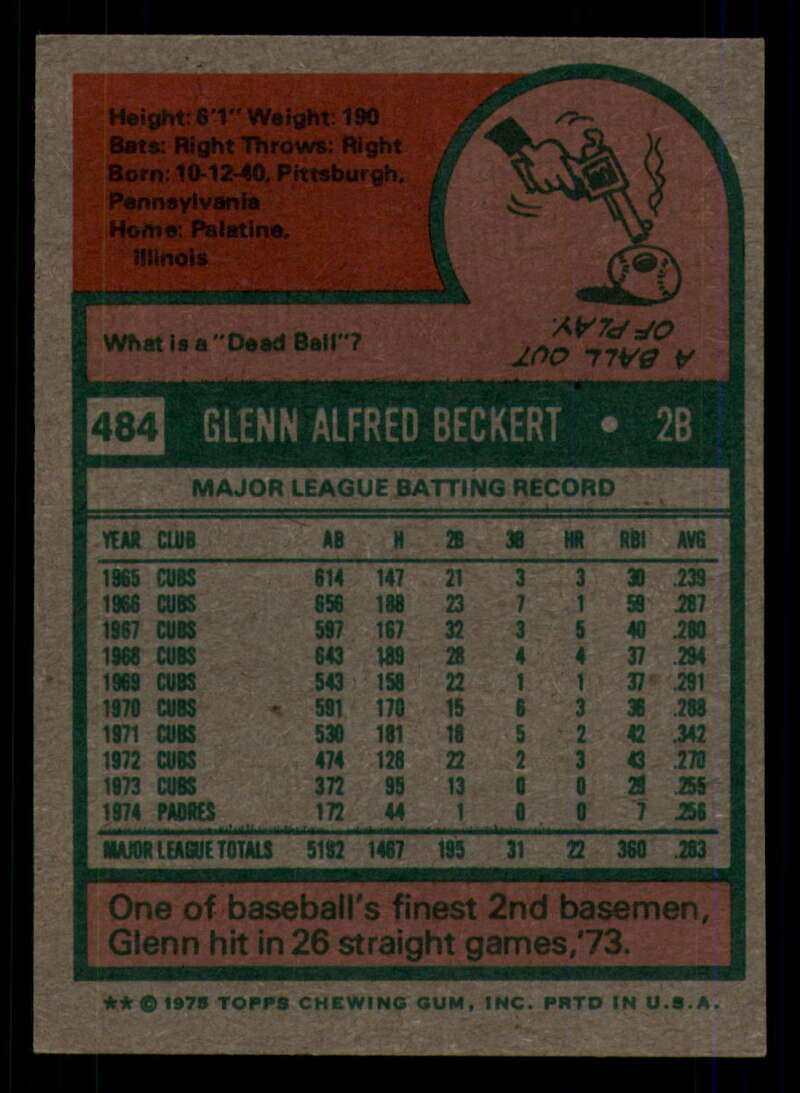 Height: 6'1" Weight: 190
Bats: Right Throws: Right
Born: 10-12-40, Pittsburgh,
Pennsylvania
Home: Palatine,
Illinois
What is a "Dead Ball"?
A BALL OUT
OF PLAY.
484 GLENN ALFRED BECKERT • 2B
MAJOR LEAGUE BATTING RECORD
YEAR CLUB AB H 2B 3B HR RBI AVG
1965 CUBS 614 147 21 3 3 30 .239
1966 CUBS 656 188 23 7 1 59 .287
1967 CUBS 597 167 32 3 5 40 .280
1968 CUBS 643 189 28 4 4 37 .294
1969 CUBS 543 158 22 1 1 37 .291
1970 CUBS 591 170 15 6 3 36 .288
1971 CUBS 530 181 18 5 2 42 .342
1972 CUBS 474 128 22 2 3 43 .270
1973 CUBS 372 95 13 0 0 29 .255
1974 PADRES 172 44 1 0 0 7 .256
MAJOR LEAGUE TOTALS 5192 1467 195 31 22 360 .283
One of baseball's finest 2nd basemen,
Glenn hit in 26 straight games,'73.
★★ © 1975 TOPPS CHEWING GUM, INC. PRTD IN U.S.A.